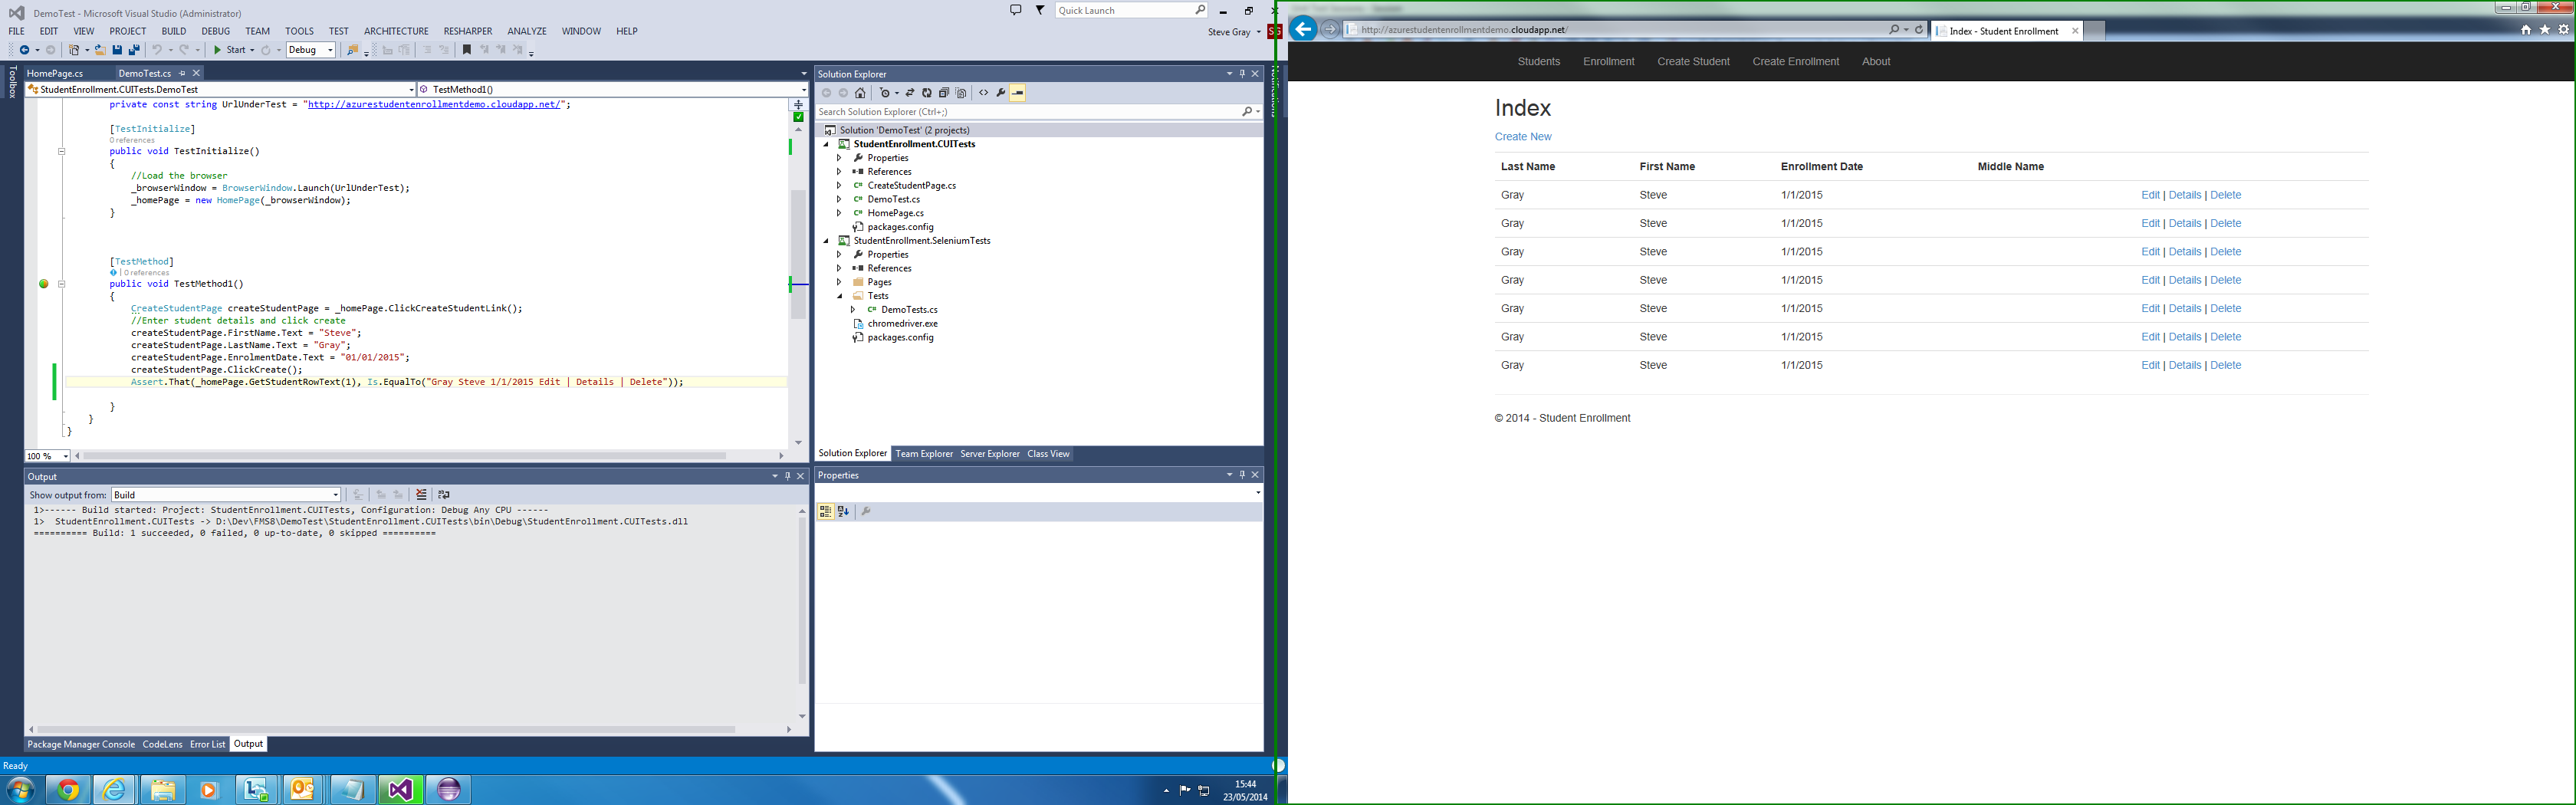 DemoTest - Microsoft Visual Studio (Administrator)
Quick Launch
FILE EDIT VIEW PROJECT BUILD DEBUG TEAM TOOLS TEST ARCHITECTURE RESHARPER ANALYZE WINDOW HELP
Steve Gray
SG
Start
Debug
Toolbox
HomePage.cs
DemoTest.cs
StudentEnrollment.CUITests.DemoTest
TestMethod1()
private const string UrlUnderTest = "http://azurestudentenrollmentdemo.cloudapp.net/";
[TestInitialize]
0 references
public void TestInitialize()
{
//Load the browser
_browserWindow = BrowserWindow.Launch(UrlUnderTest);
_homePage = new HomePage(_browserWindow);
}
[TestMethod]
| 0 references
public void TestMethod1()
{
CreateStudentPage createStudentPage = _homePage.ClickCreateStudentLink();
//Enter student details and click create
createStudentPage.FirstName.Text = "Steve";
createStudentPage.LastName.Text = "Gray";
createStudentPage.EnrolmentDate.Text = "01/01/2015";
createStudentPage.ClickCreate();
Assert.That(_homePage.GetStudentRowText(1), Is.EqualTo("Gray Steve 1/1/2015 Edit | Details | Delete"));
}
}
}
100 %
Output
Show output from: Build
1>------ Build started: Project: StudentEnrollment.CUITests, Configuration: Debug Any CPU ------
1>  StudentEnrollment.CUITests -> D:\Dev\FMS8\DemoTest\StudentEnrollment.CUITests\bin\Debug\StudentEnrollment.CUITests.dll
========== Build: 1 succeeded, 0 failed, 0 up-to-date, 0 skipped ==========
Package Manager Console CodeLens Error List Output
Ready
Solution Explorer
Search Solution Explorer (Ctrl+;)
Solution 'DemoTest' (2 projects)
StudentEnrollment.CUITests
Properties
References
CreateStudentPage.cs
DemoTest.cs
HomePage.cs
packages.config
StudentEnrollment.SeleniumTests
Properties
References
Pages
Tests
DemoTests.cs
chromedriver.exe
packages.config
Solution Explorer Team Explorer Server Explorer Class View
Properties
15:44
23/05/2014
http://azurestudentenrollmentdemo.cloudapp.net/
Index - Student Enrollment
Students Enrollment Create Student Create Enrollment About
Index
Create New
Last Name First Name Enrollment Date Middle Name
Gray Steve 1/1/2015 Edit | Details | Delete
Gray Steve 1/1/2015 Edit | Details | Delete
Gray Steve 1/1/2015 Edit | Details | Delete
Gray Steve 1/1/2015 Edit | Details | Delete
Gray Steve 1/1/2015 Edit | Details | Delete
Gray Steve 1/1/2015 Edit | Details | Delete
Gray Steve 1/1/2015 Edit | Details | Delete
© 2014 - Student Enrollment